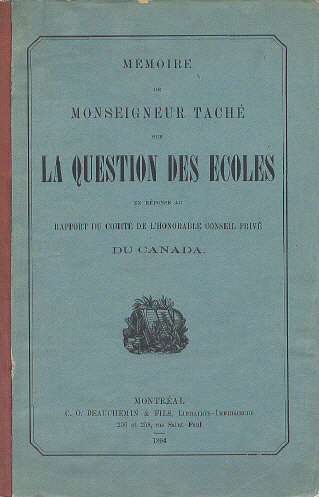 MÉMOIRE
DE
MONSEIGNEUR TACHÉ
SUR
LA QUESTION DES ECOLES
EN RÉPONSE AU
RAPPORT DU COMITÉ DE L'HONORABLE CONSEIL PRIVÉ
DU CANADA.
MONTRÉAL
C. O. BEAUCHEMIN & FILS, LIBRAIRES-IMPRIMEURS
256 et 258, rue Saint-Paul
1894